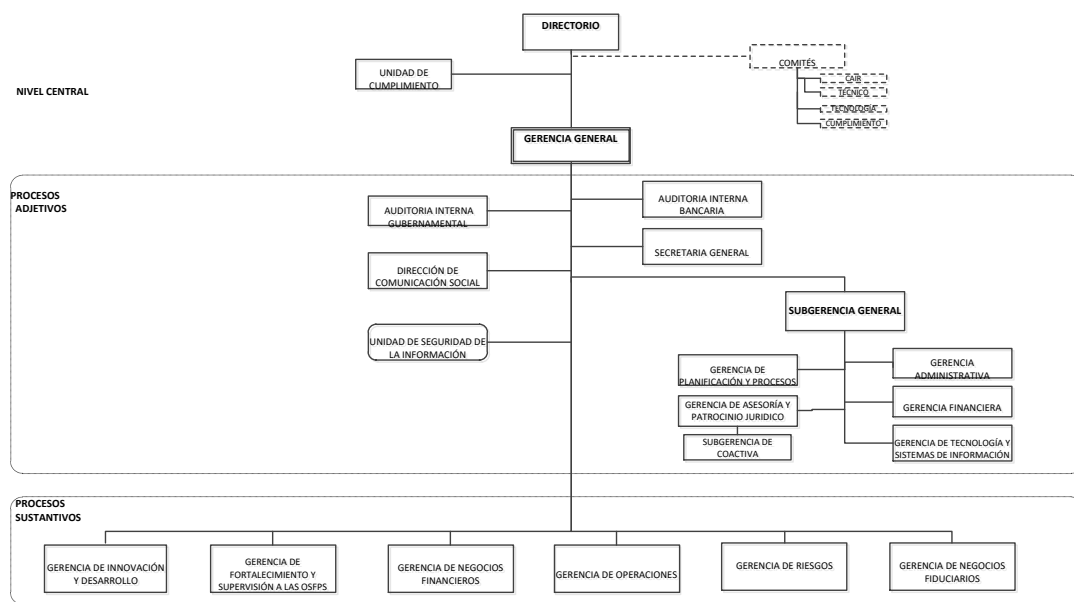 DIRECTORIO
COMITÉS
UNIDAD DE
CUMPLIMIENTO
CAIR
TECNICO
TECNOLOGÍA
CUMPLIMIENTO
NIVEL CENTRAL
GERENCIA GENERAL
PROCESOS
ADJETIVOS
AUDITORIA INTERNA
GUBERNAMENTAL
AUDITORIA INTERNA
BANCARIA
SECRETARIA GENERAL
DIRECCIÓN DE
COMUNICACIÓN SOCIAL
SUBGERENCIA GENERAL
UNIDAD DE SEGURIDAD DE
LA INFORMACIÓN
GERENCIA DE
PLANIFICACIÓN Y PROCESOS
GERENCIA
ADMINISTRATIVA
GERENCIA DE ASESORÍA Y
PATROCINIO JURIDICO
GERENCIA FINANCIERA
SUBGERENCIA DE
COACTIVA
GERENCIA DE TECNOLOGÍA Y
SISTEMAS DE INFORMACIÓN
PROCESOS
SUSTANTIVOS
GERENCIA DE INNOVACIÓN
Y DESARROLLO
GERENCIA DE
FORTALECIMIENTO Y
SUPERVISIÓN A LAS OSFPS
GERENCIA DE NEGOCIOS
FINANCIEROS
GERENCIA DE OPERACIONES
GERENCIA DE RIESGOS
GERENCIA DE NEGOCIOS
FIDUCIARIOS